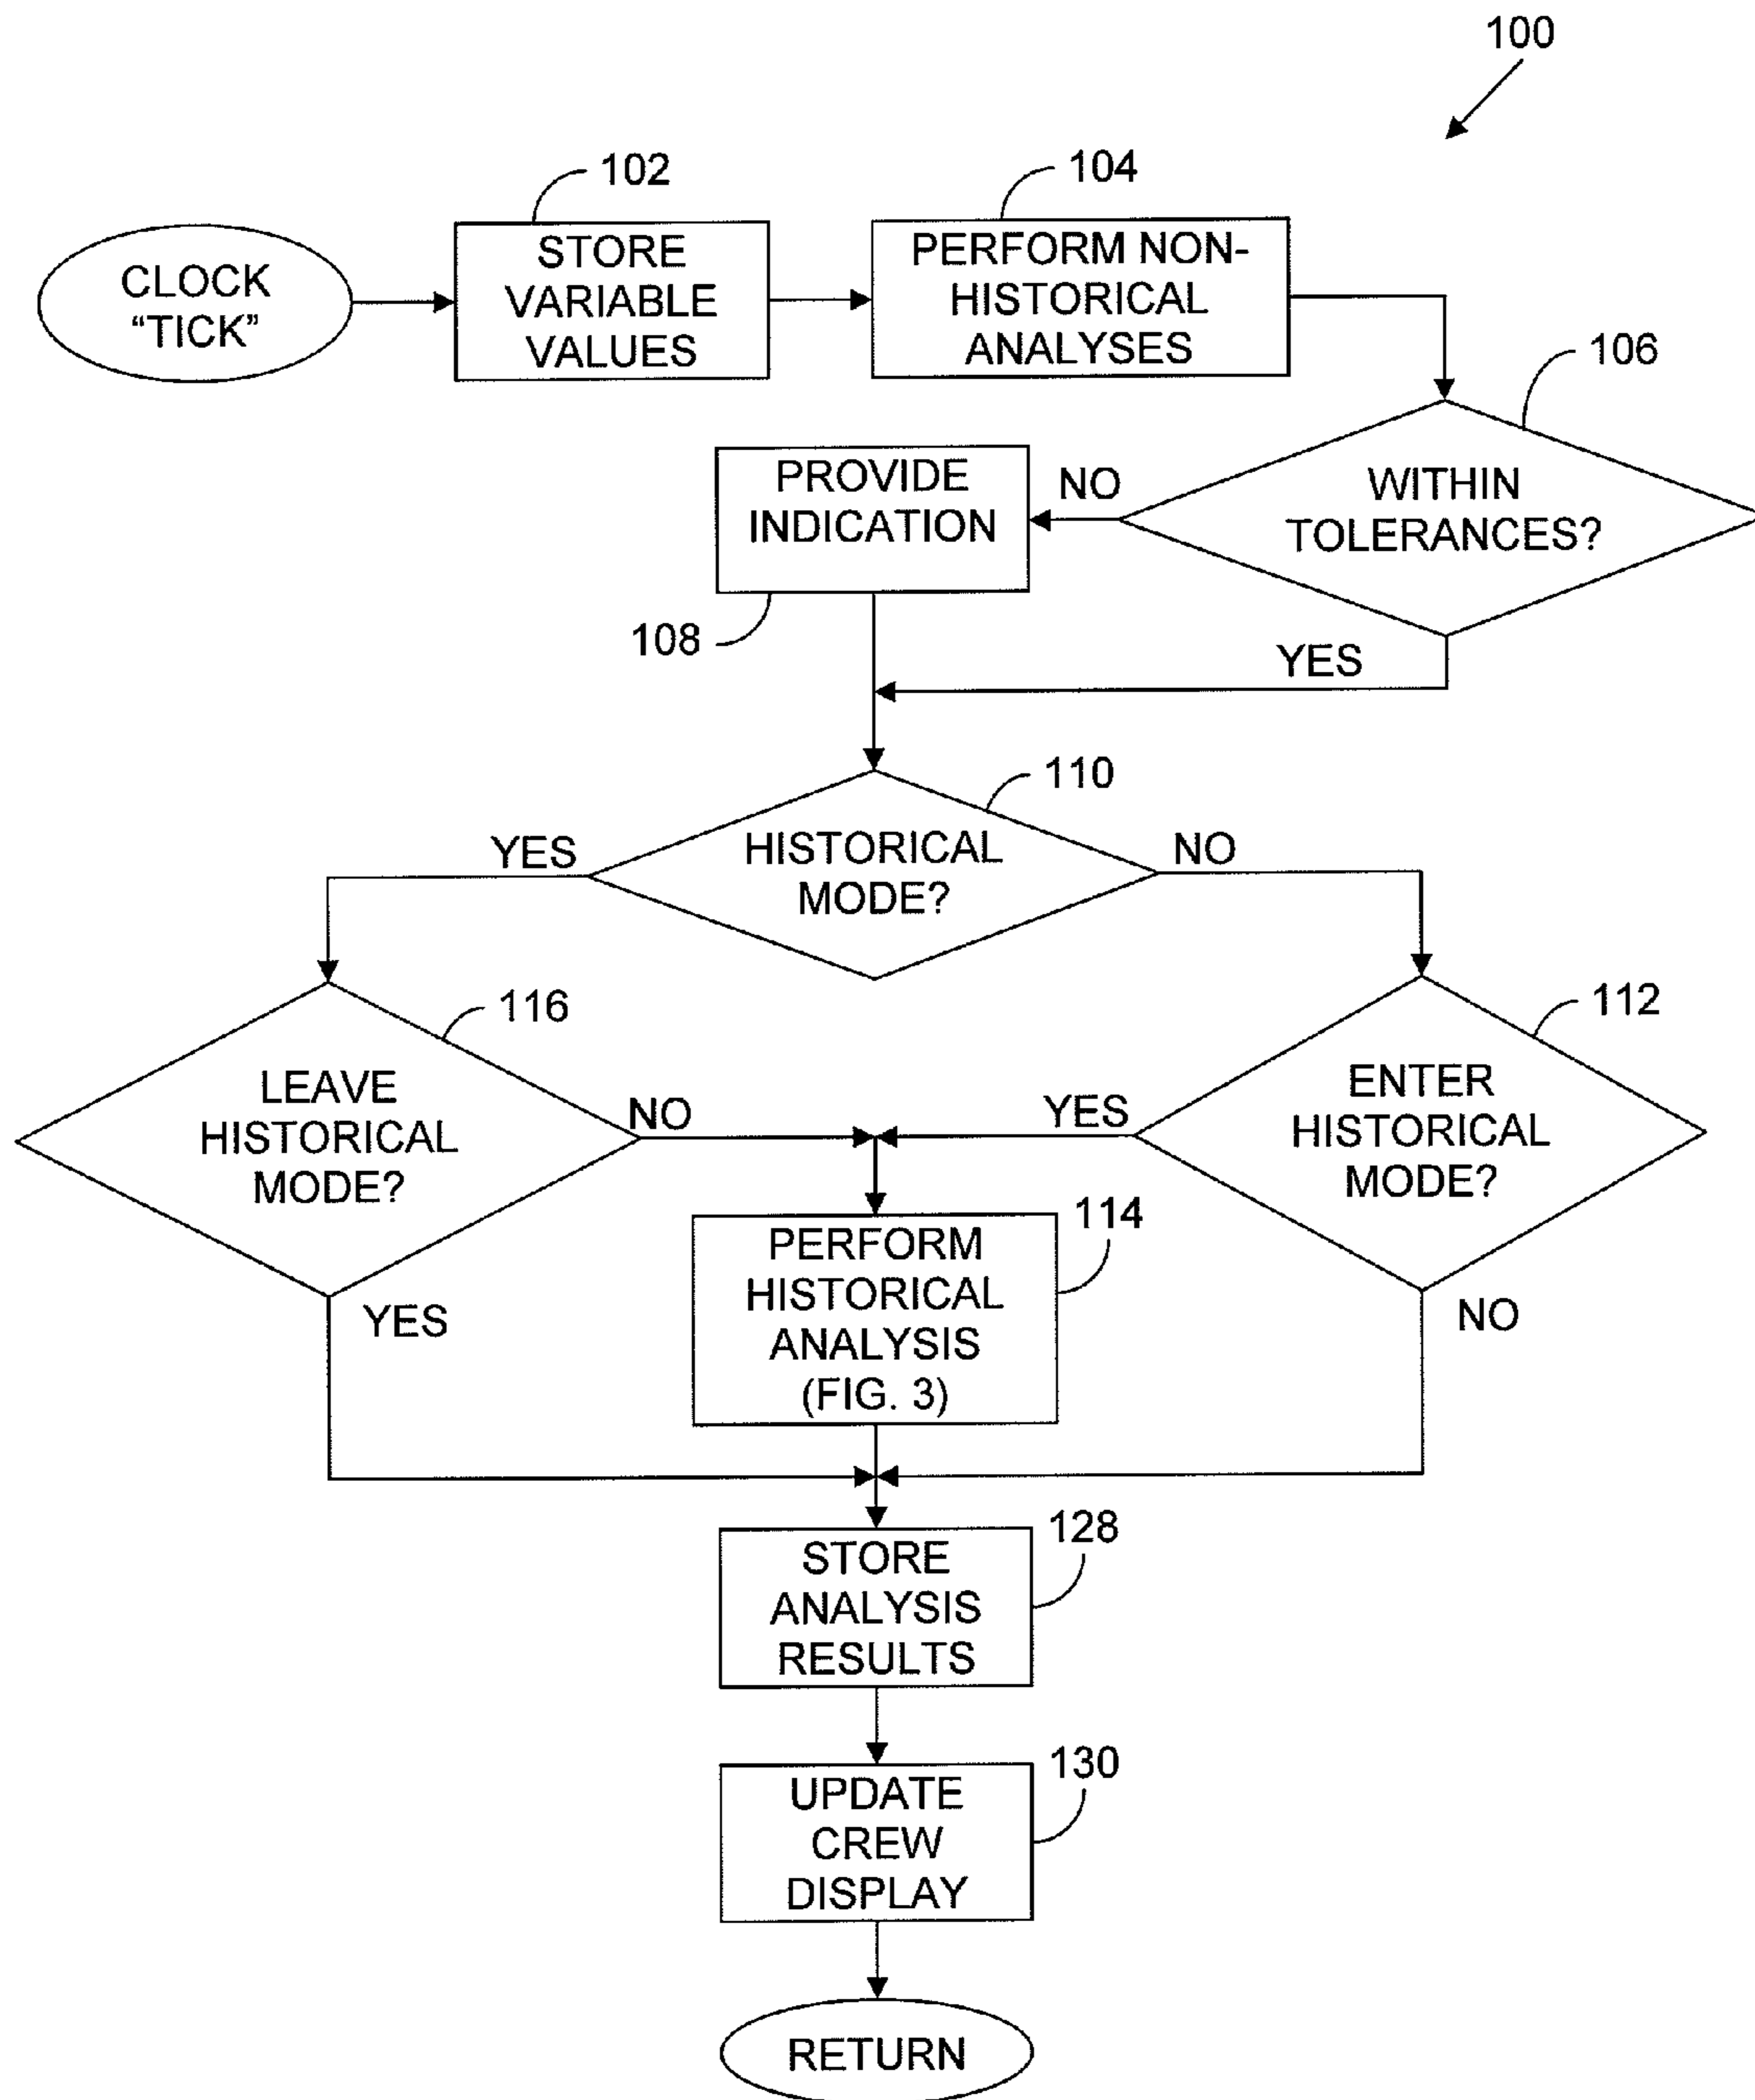 100
102
104
CLOCK
“TICK”
STORE
VARIABLE
VALUES
PERFORM NON-
HISTORICAL
ANALYSES
106
PROVIDE
INDICATION
NO
WITHIN
TOLERANCES?
108
YES
110
YES
HISTORICAL
MODE?
NO
116
112
LEAVE
HISTORICAL
MODE?
NO
YES
ENTER
HISTORICAL
MODE?
114
PERFORM
HISTORICAL
ANALYSIS
(FIG. 3)
YES
NO
128
STORE
ANALYSIS
RESULTS
130
UPDATE
CREW
DISPLAY
RETURN